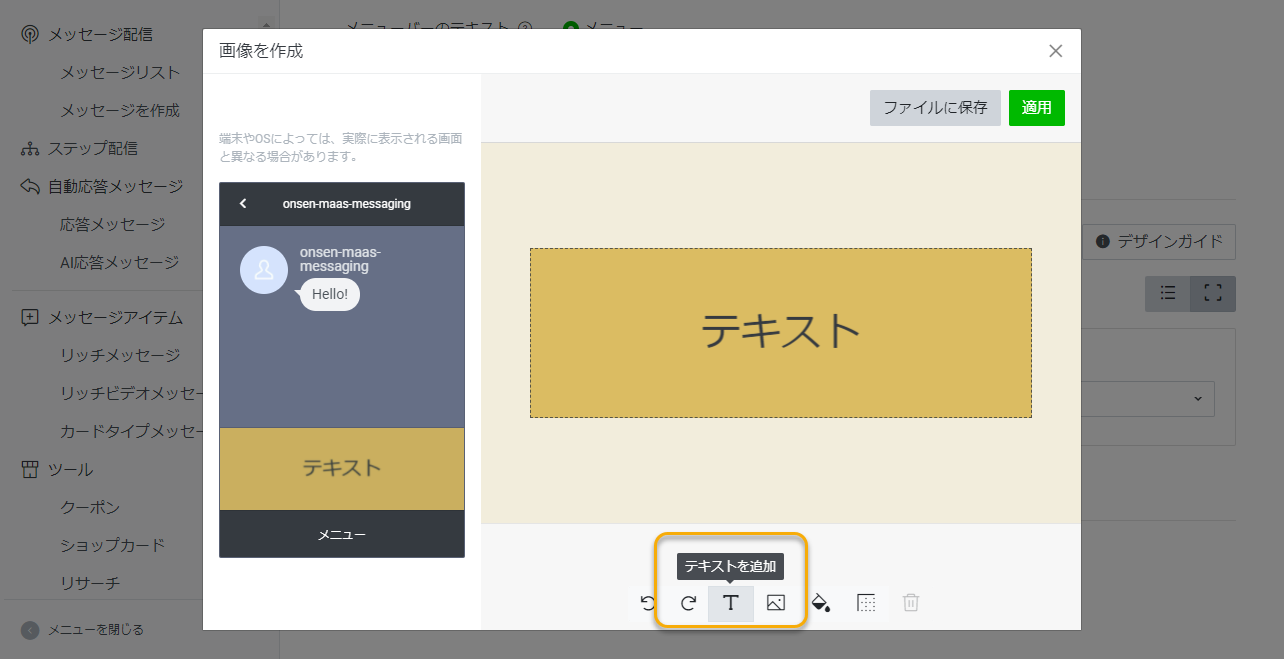 メッセージ配信
メッセージリスト
メッセージを作成
ステップ配信
自動応答メッセージ
応答メッセージ
AI応答メッセージ
メッセージアイテム
リッチメッセージ
リッチビデオメッセー
カードタイプメッセー
ツール
クーポン
ショップカード
リサーチ
メニューを閉じる
メニューバーのテキスト
メニュー
画像を作成
端末やOSによっては、実際に表示される画面
と異なる場合があります。
onsen-maas-messaging
onsen-maas-
messaging
Hello!
テキスト
メニュー
ファイルに保存
適用
テキスト
テキストを追加
デザインガイド